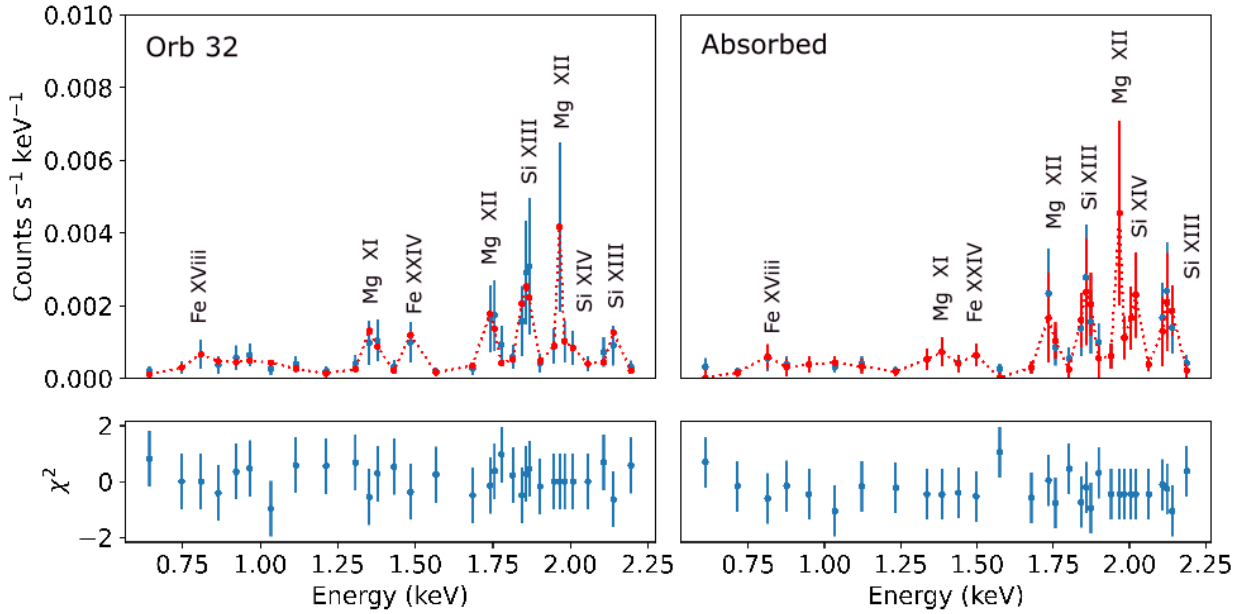 Orb 32
Absorbed
Counts s⁻¹ keV⁻¹
0.010
0.008
0.006
0.004
0.002
0.000
Fe XViii
Mg XI
Fe XXIV
Mg XII
Si XIII
Mg XII
Si XIV
Si XIII
Fe XViii
Mg XI
Fe XXIV
Mg XII
Si XIII
Mg XII
Si XIV
Si XIII
χ²
2
0
−2
0.75 1.00 1.25 1.50 1.75 2.00 2.25
0.75 1.00 1.25 1.50 1.75 2.00 2.25
Energy (keV)
Energy (keV)